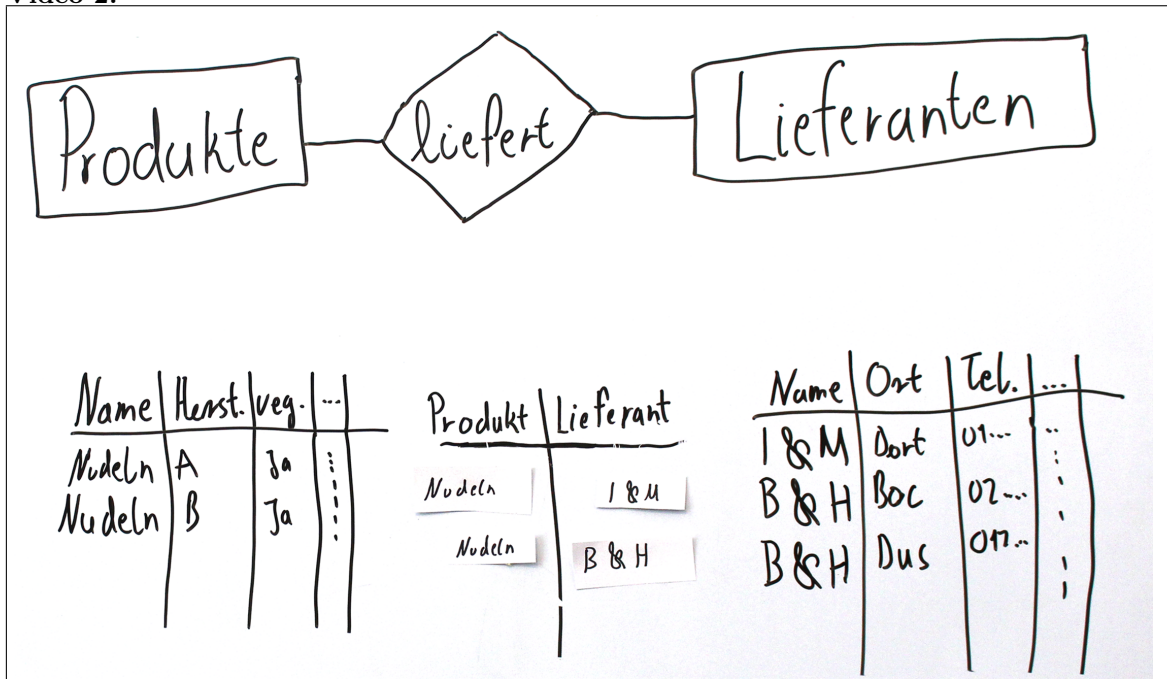 Video 2:
Produkte liefert Lieferanten
Name Herst. veg. ...
Nudeln A Ja
Nudeln B Ja
Produkt Lieferant
Nudeln I & M
Nudeln B & H
Name Ort Tel. ...
I & M Dort 01...
B & H Boc 02...
B & H Dus 017...